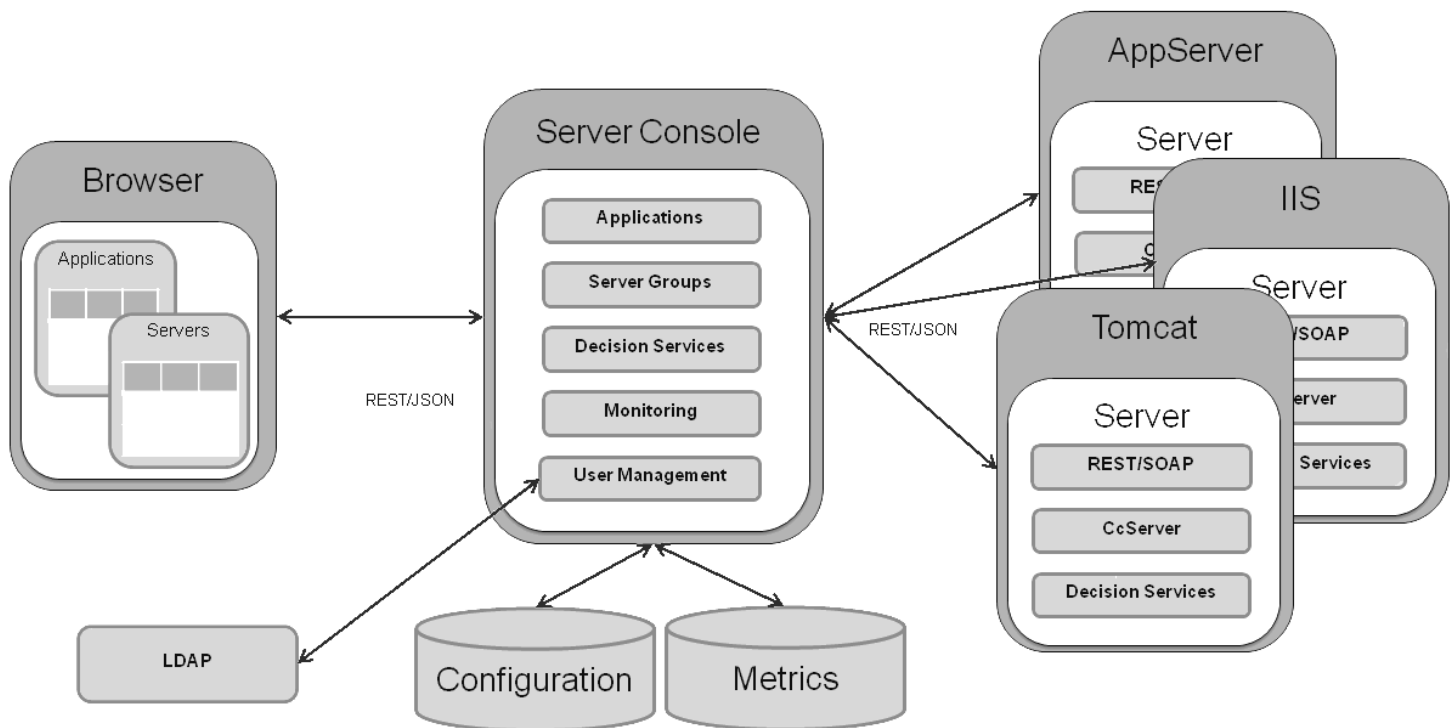 Browser
Applications
Servers
REST/JSON
Server Console
Applications
Server Groups
Decision Services
Monitoring
User Management
LDAP
Configuration
Metrics
REST/JSON
AppServer
Server
IIS
Server
/SOAP
Services
Tomcat
Server
REST/SOAP
CcServer
Decision Services